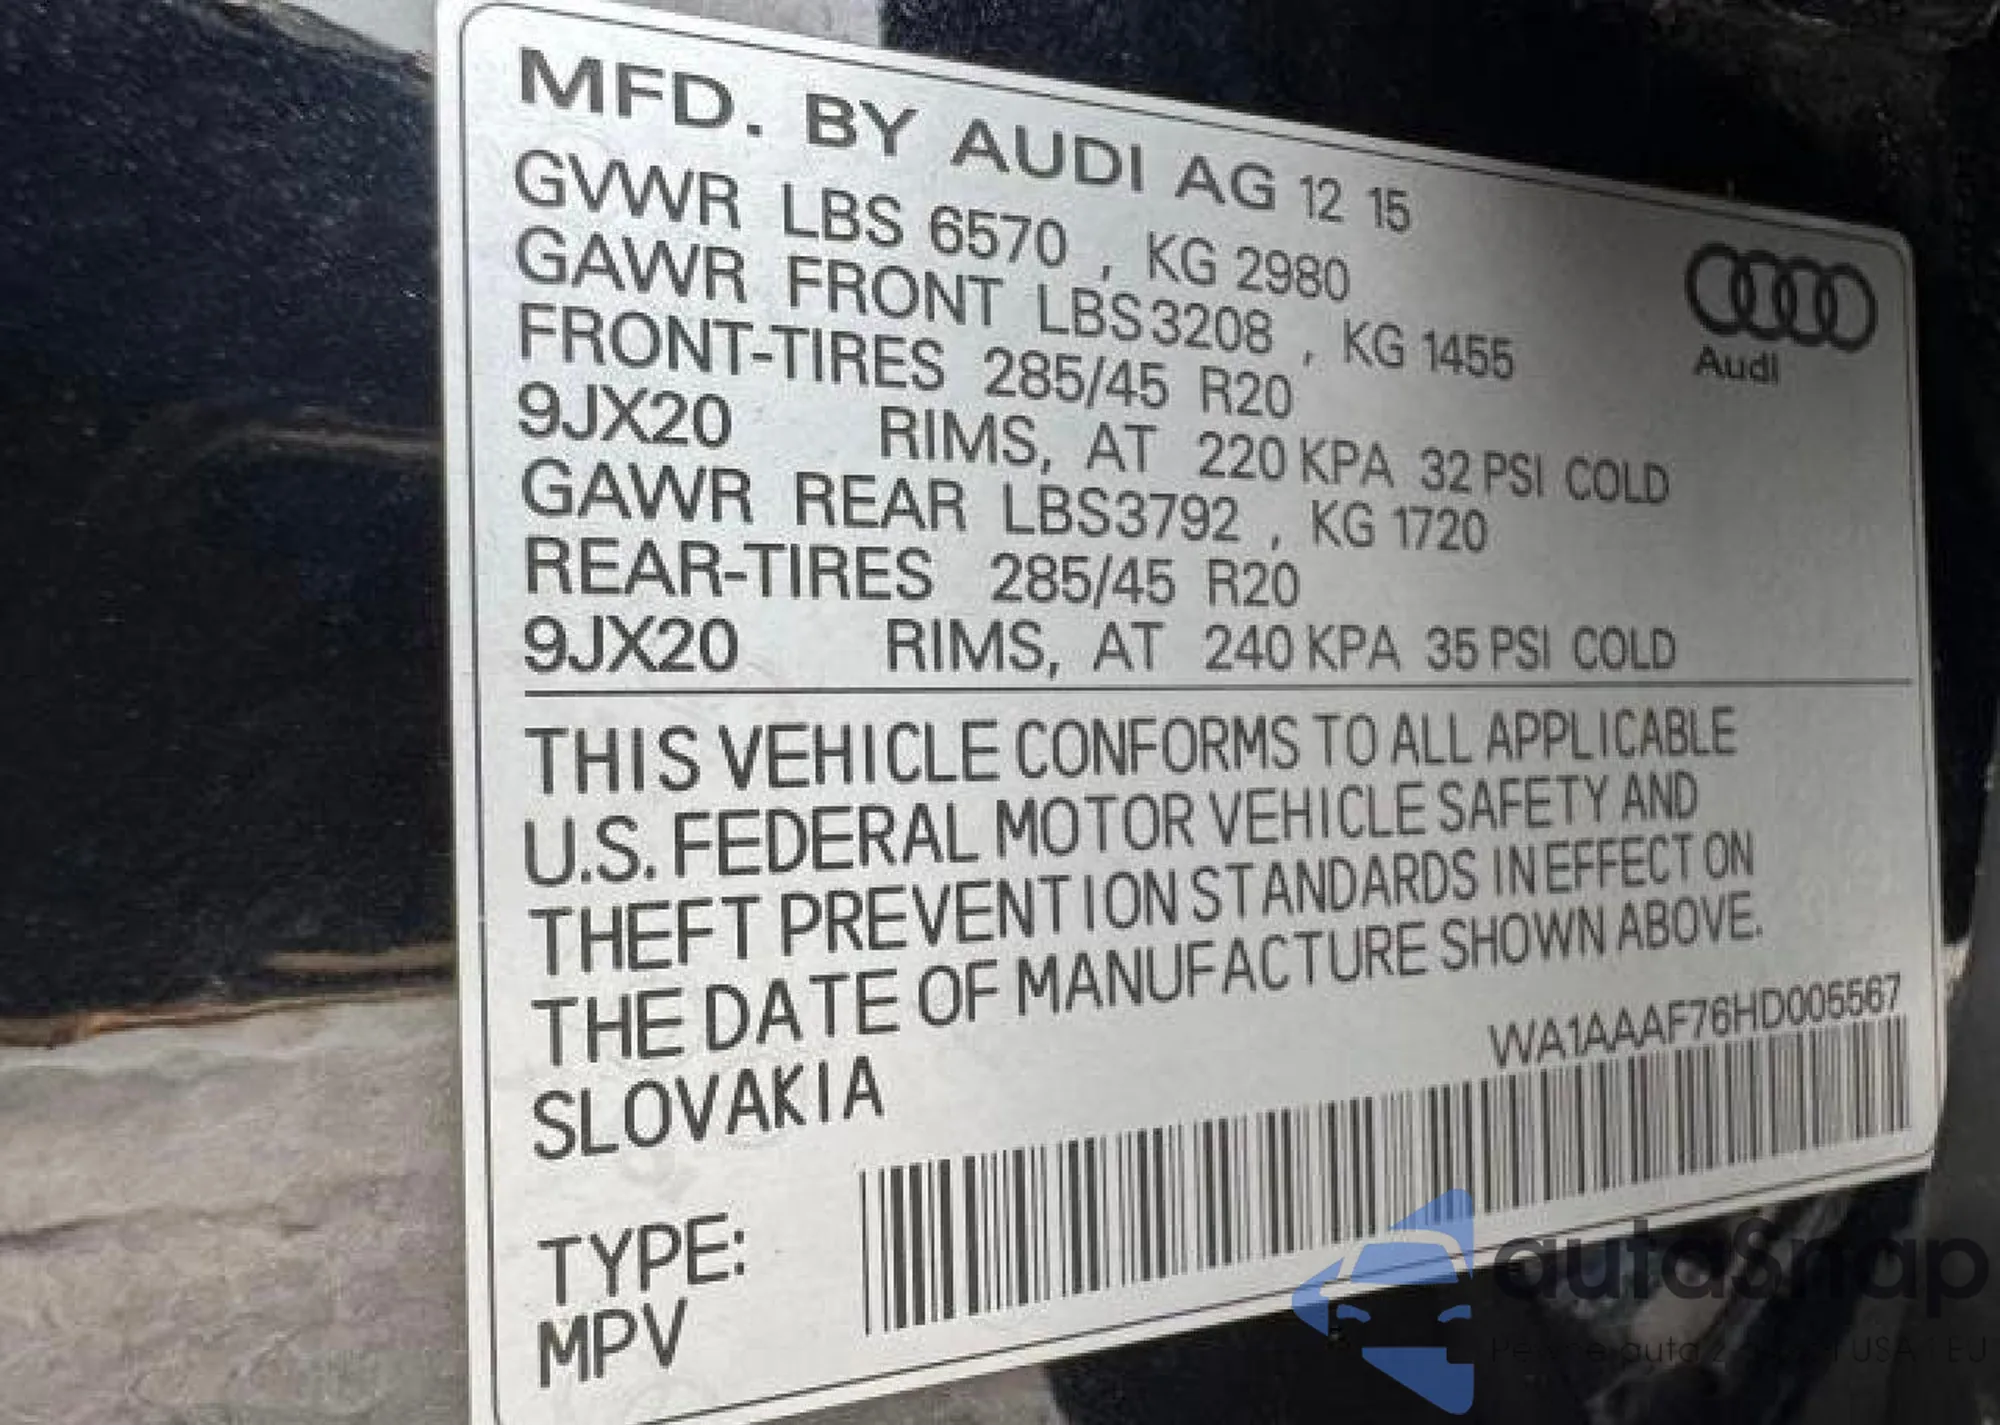 MFD. BY AUDI AG 12 15
GVWR LBS 6570 , KG 2980
GAWR FRONT LBS3208 , KG 1455
FRONT-TIRES 285/45 R20
9JX20 RIMS, AT 220 KPA 32 PSI COLD
GAWR REAR LBS3792 , KG 1720
REAR-TIRES 285/45 R20
9JX20 RIMS, AT 240 KPA 35 PSI COLD
Audi
THIS VEHICLE CONFORMS TO ALL APPLICABLE
U.S. FEDERAL MOTOR VEHICLE SAFETY AND
THEFT PREVENTION STANDARDS IN EFFECT ON
THE DATE OF MANUFACTURE SHOWN ABOVE.
SLOVAKIA
WA1AAAF76HD005567
TYPE:
MPV
autoSnap
auto USA EU